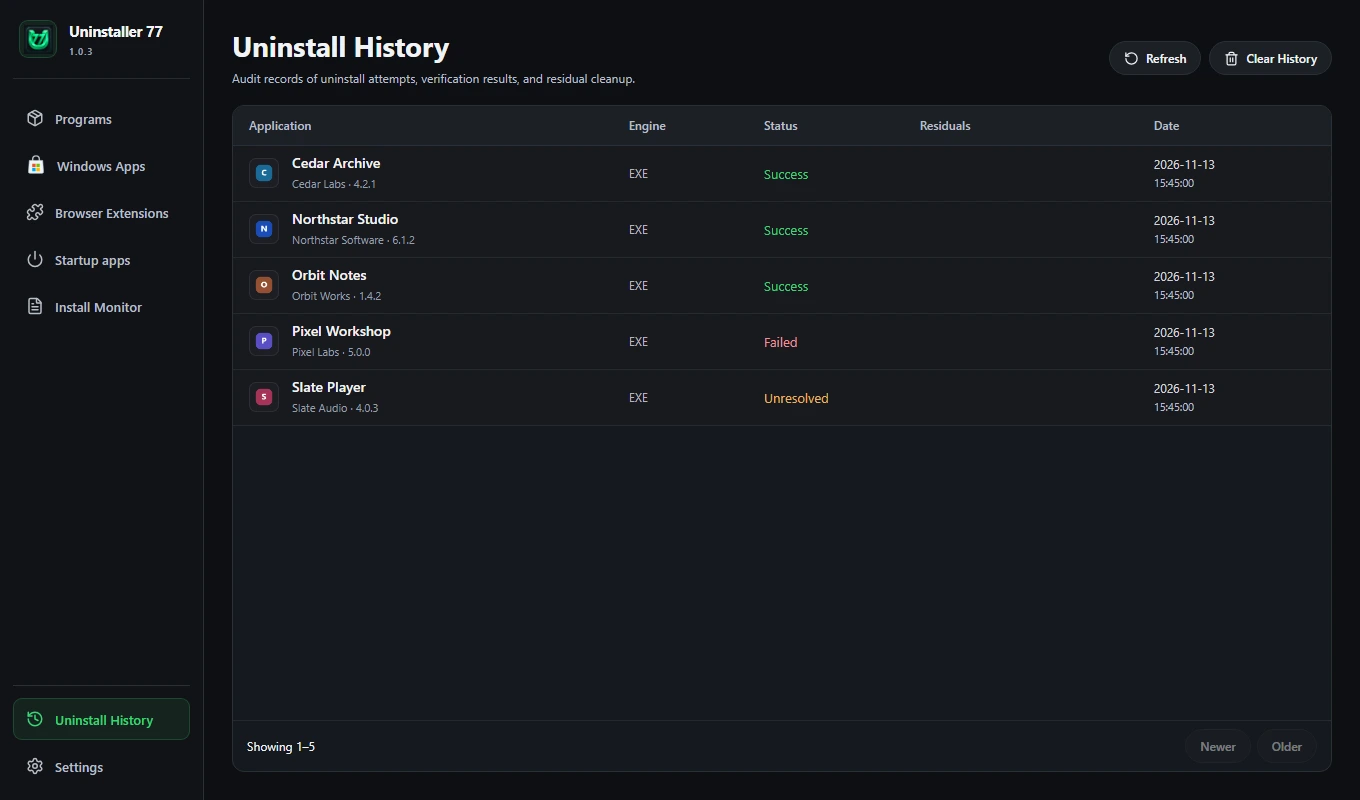 Uninstaller 77
1.0.3
Programs
Windows Apps
Browser Extensions
Startup apps
Install Monitor
Uninstall History
Settings
Uninstall History
Audit records of uninstall attempts, verification results, and residual cleanup.
Refresh
Clear History
Application Engine Status Residuals Date
C
Cedar Archive
Cedar Labs · 4.2.1
EXE
Success
2026-11-13
15:45:00
N
Northstar Studio
Northstar Software · 6.1.2
EXE
Success
2026-11-13
15:45:00
O
Orbit Notes
Orbit Works · 1.4.2
EXE
Success
2026-11-13
15:45:00
P
Pixel Workshop
Pixel Labs · 5.0.0
EXE
Failed
2026-11-13
15:45:00
S
Slate Player
Slate Audio · 4.0.3
EXE
Unresolved
2026-11-13
15:45:00
Showing 1–5
Newer
Older